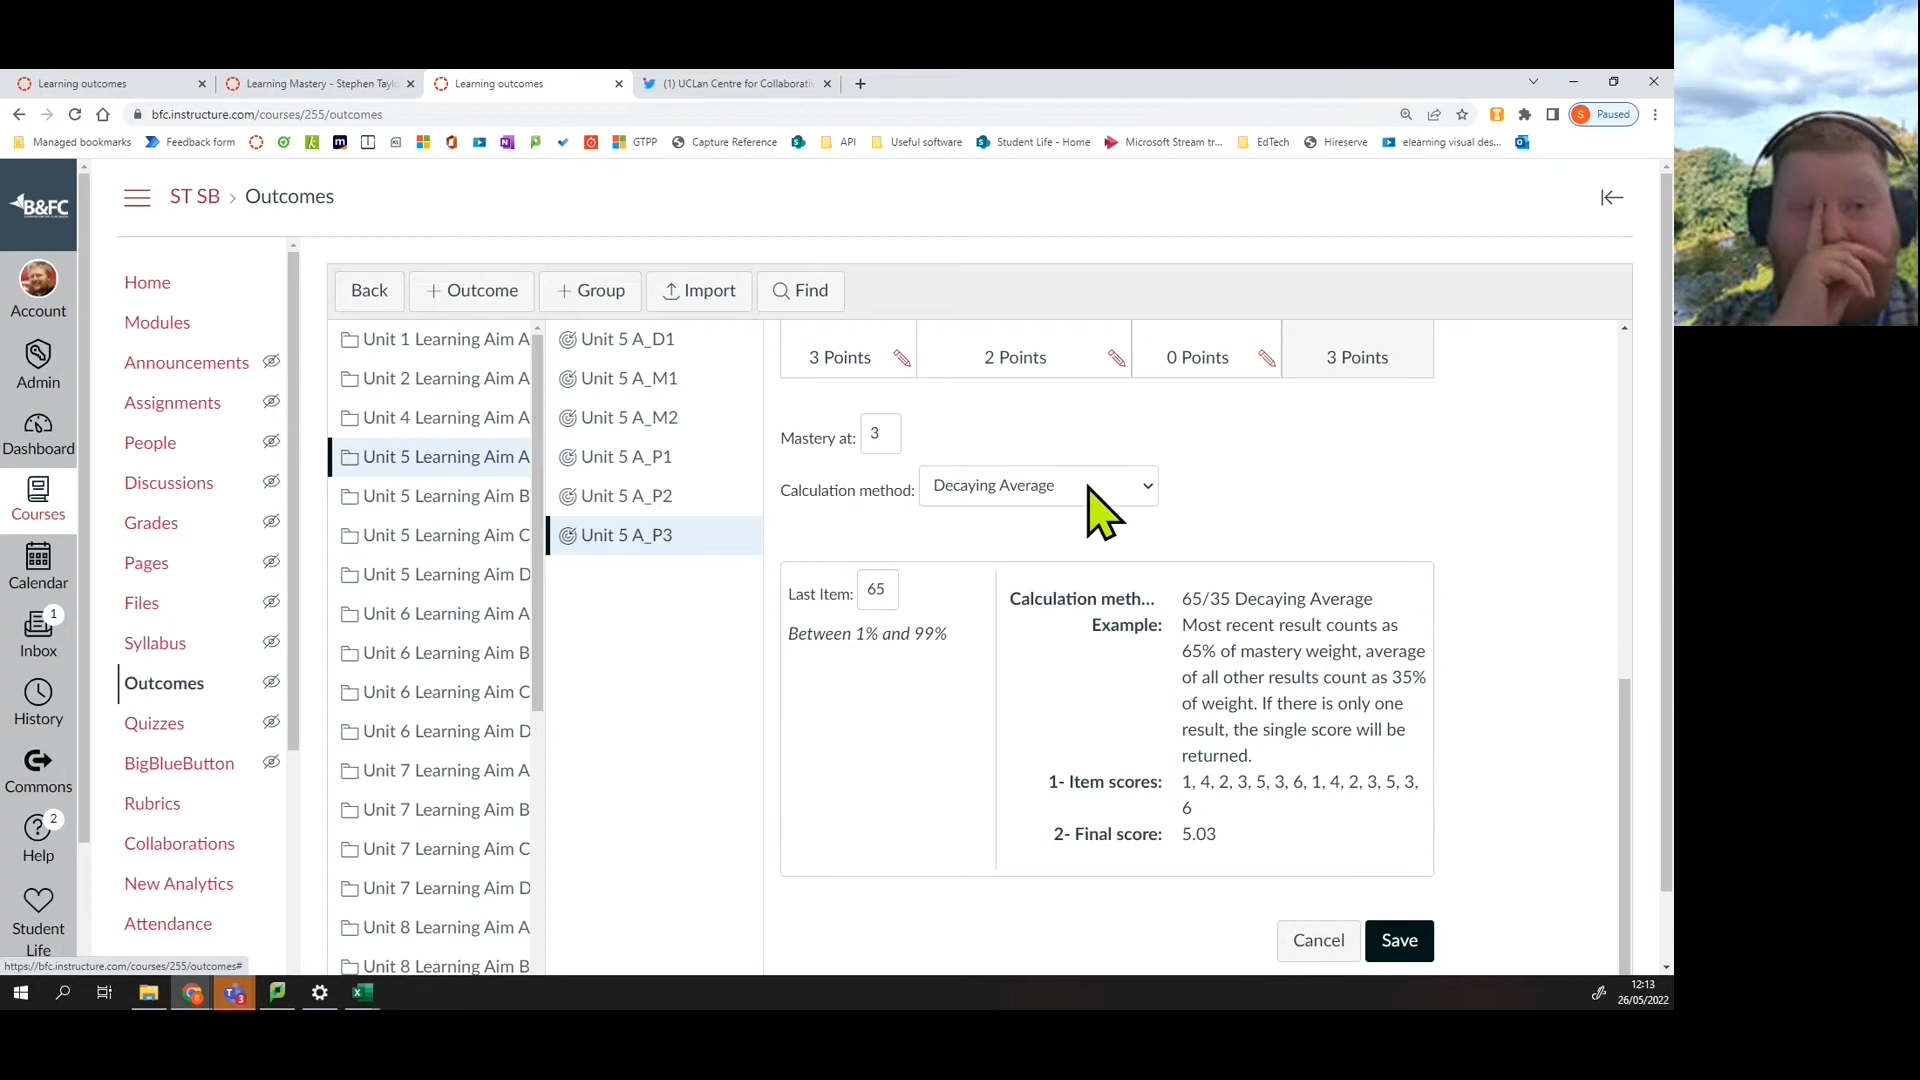 Learning outcomes
Learning Mastery - Stephen Taylo
Learning outcomes
(1) UCLan Centre for Collaborativ
bfc.instructure.com/courses/255/outcomes
S Paused
Managed bookmarks
Feedback form
GTPP
Capture Reference
API
Useful software
Student Life - Home
Microsoft Stream tr...
EdTech
Hireserve
elearning visual des...
B&FC
ST SB > Outcomes
Account
Admin
Dashboard
Courses
Calendar
1
Inbox
History
Commons
2
Help
Student
Life
Home
Modules
Announcements
Assignments
People
Discussions
Grades
Pages
Files
Syllabus
Outcomes
Quizzes
BigBlueButton
Rubrics
Collaborations
New Analytics
Attendance
Back
+ Outcome
+ Group
Import
Find
Unit 1 Learning Aim A
Unit 2 Learning Aim A
Unit 4 Learning Aim A
Unit 5 Learning Aim A
Unit 5 Learning Aim B
Unit 5 Learning Aim C
Unit 5 Learning Aim D
Unit 6 Learning Aim A
Unit 6 Learning Aim B
Unit 6 Learning Aim C
Unit 6 Learning Aim D
Unit 7 Learning Aim A
Unit 7 Learning Aim B
Unit 7 Learning Aim C
Unit 7 Learning Aim D
Unit 8 Learning Aim A
Unit 8 Learning Aim B
Unit 5 A_D1
Unit 5 A_M1
Unit 5 A_M2
Unit 5 A_P1
Unit 5 A_P2
Unit 5 A_P3
3 Points
2 Points
0 Points
3 Points
Mastery at: 3
Calculation method: Decaying Average
Last Item: 65
Between 1% and 99%
Calculation meth... 65/35 Decaying Average
Example: Most recent result counts as
65% of mastery weight, average
of all other results count as 35%
of weight. If there is only one
result, the single score will be
returned.
1- Item scores: 1, 4, 2, 3, 5, 3, 6, 1, 4, 2, 3, 5, 3,
6
2- Final score: 5.03
Cancel
Save
https://bfc.instructure.com/courses/255/outcomes#
12:13
26/05/2022